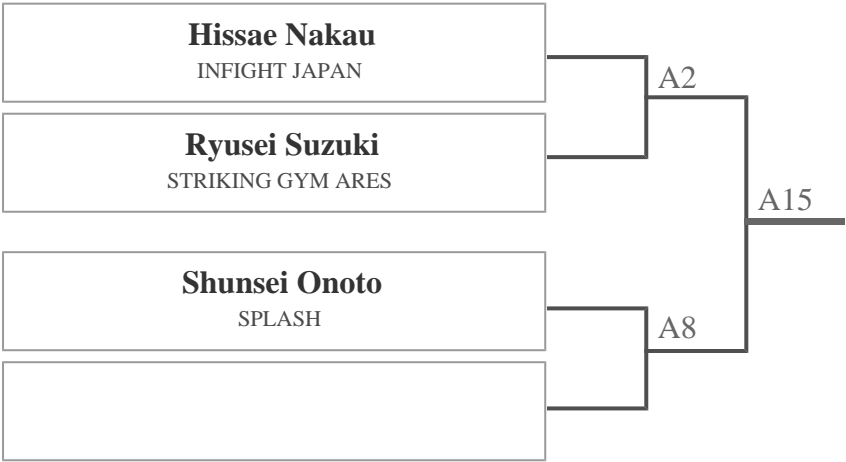 Hissae Nakau
INFIGHT JAPAN
A2
Ryusei Suzuki
STRIKING GYM ARES
A15
Shunsei Onoto
SPLASH
A8